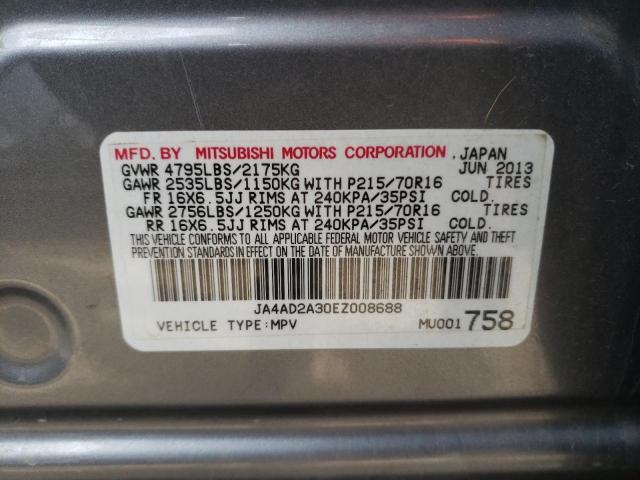 MFD. BY MITSUBISHI MOTORS CORPORATION , JAPAN
GVWR 4795LBS/2175KG JUN 2013
GAWR 2535LBS/1150KG WITH P215/70R16 TIRES
FR 16X6.5JJ RIMS AT 240KPA/35PSI COLD.
GAWR 2756LBS/1250KG WITH P215/70R16 TIRES
RR 16X6.5JJ RIMS AT 240KPA/35PSI COLD.
THIS VEHICLE CONFORMS TO ALL APPLICABLE FEDERAL MOTOR VEHICLE SAFETY AND THEFT
PREVENTION STANDARDS IN EFFECT ON THE DATE OF MANUFACTURE SHOWN ABOVE.
JA4AD2A30EZ008688
VEHICLE TYPE:MPV MU001 758